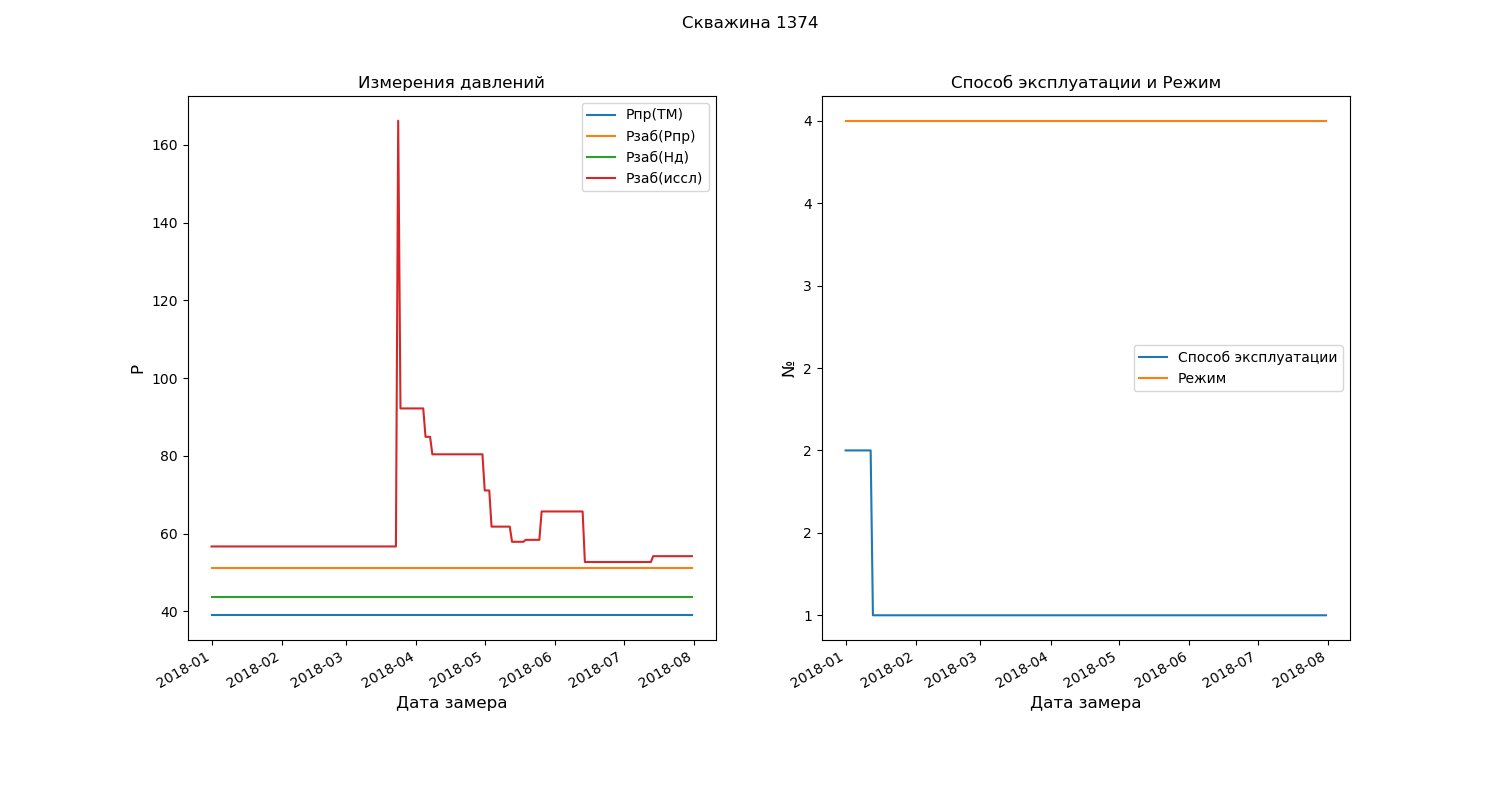 Скважина 1374
Измерения давлений
160
140
120
100
80
60
40
P
Рпр(ТМ)
Рзаб(Рпр)
Рзаб(Нд)
Рзаб(иссл)
2018-01
2018-02
2018-03
2018-04
2018-05
2018-06
2018-07
2018-08
Дата замера
Способ эксплуатации и Режим
4
4
3
2
2
2
1
№
Способ эксплуатации
Режим
2018-01
2018-02
2018-03
2018-04
2018-05
2018-06
2018-07
2018-08
Дата замера